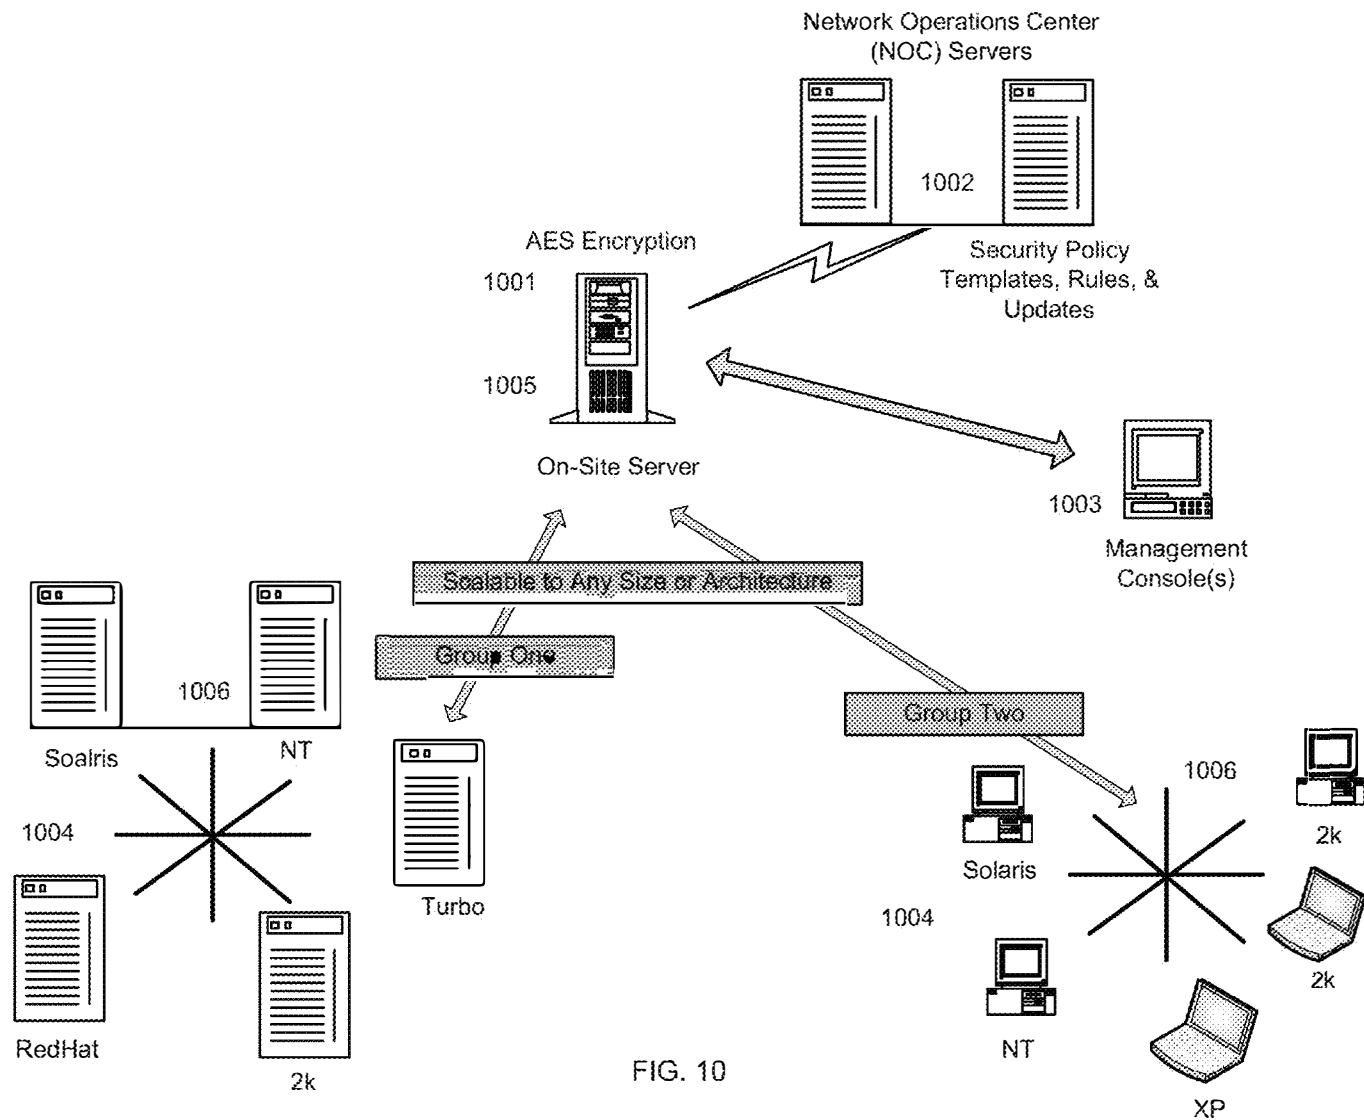 Network Operations Center
(NOC) Servers
1002
AES Encryption
Security Policy
Templates, Rules, &
Updates
1001
1005
On-Site Server
1003
Management
Console(s)
Scalable to Any Size or Architecture
Group One
1006
Soalris
NT
Group Two
1004
Turbo
RedHat
2k
1006
Solaris
2k
1004
2k
NT
XP
FIG. 10